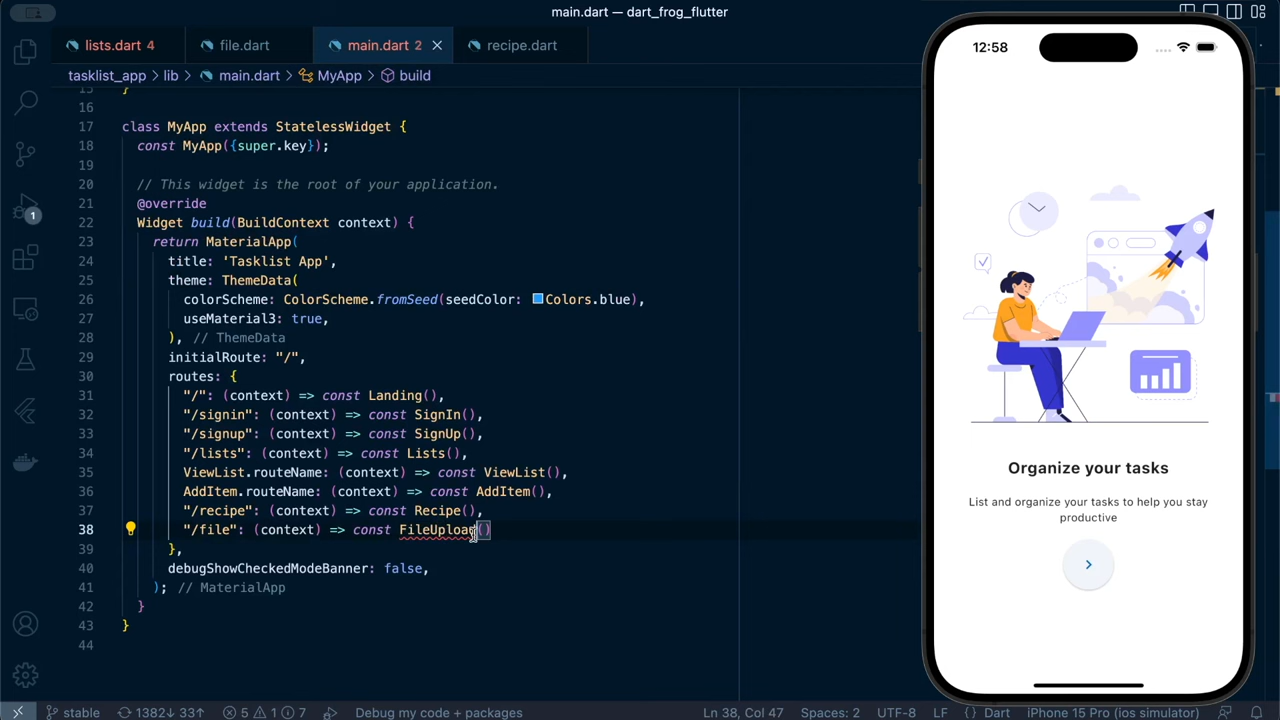 main.dart — dart_frog_flutter
lists.dart 4
file.dart
main.dart 2
recipe.dart
tasklist_app > lib > main.dart > MyApp > build
15 }
16
17 class MyApp extends StatelessWidget {
18 const MyApp({super.key});
19
20 // This widget is the root of your application.
21 @override
22 Widget build(BuildContext context) {
23 return MaterialApp(
24 title: 'Tasklist App',
25 theme: ThemeData(
26 colorScheme: ColorScheme.fromSeed(seedColor: Colors.blue),
27 useMaterial3: true,
28 ), // ThemeData
29 initialRoute: "/",
30 routes: {
31 "/": (context) => const Landing(),
32 "/signin": (context) => const SignIn(),
33 "/signup": (context) => const SignUp(),
34 "/lists": (context) => const Lists(),
35 ViewList.routeName: (context) => const ViewList(),
36 AddItem.routeName: (context) => const AddItem(),
37 "/recipe": (context) => const Recipe(),
38 "/file": (context) => const FileUpload()
39 },
40 debugShowCheckedModeBanner: false,
41 ); // MaterialApp
42 }
43 }
44
1
12:58
Organize your tasks
List and organize your tasks to help you stay
productive
stable 1382↓ 33↑ 5 1 7 Debug my code + packages Ln 38, Col 47 Spaces: 2 UTF-8 LF {} Dart iPhone 15 Pro (ios simulator)